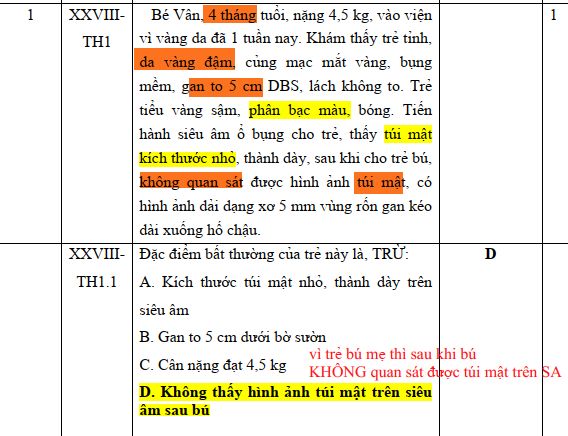 1
XXVIII-
TH1
Bé Vân, 4 tháng tuổi, nặng 4,5 kg, vào viện
1
vì vàng da đã 1 tuần nay. Khám thấy trẻ tỉnh,
da vàng đậm, củng mạc mắt vàng, bụng
mềm, gan to 5 cm DBS, lách không to. Trẻ
tiểu vàng sậm, phân bạc màu, bóng. Tiến
hành siêu âm ổ bụng cho trẻ, thấy túi mật
kích thước nhỏ, thành dày, sau khi cho trẻ bú,
không quan sát được hình ảnh túi mật, có
hình ảnh dải dạng xơ 5 mm vùng rốn gan kéo
dài xuống hố chậu.
XXVIII-
TH1.1
Đặc điểm bất thường của trẻ này là, TRỪ:
D
A. Kích thước túi mật nhỏ, thành dày trên
siêu âm
B. Gan to 5 cm dưới bờ sườn
C. Cân nặng đạt 4,5 kg
vì trẻ bú mẹ thì sau khi bú
KHÔNG quan sát được túi mật trên SA
D. Không thấy hình ảnh túi mật trên siêu
âm sau bú